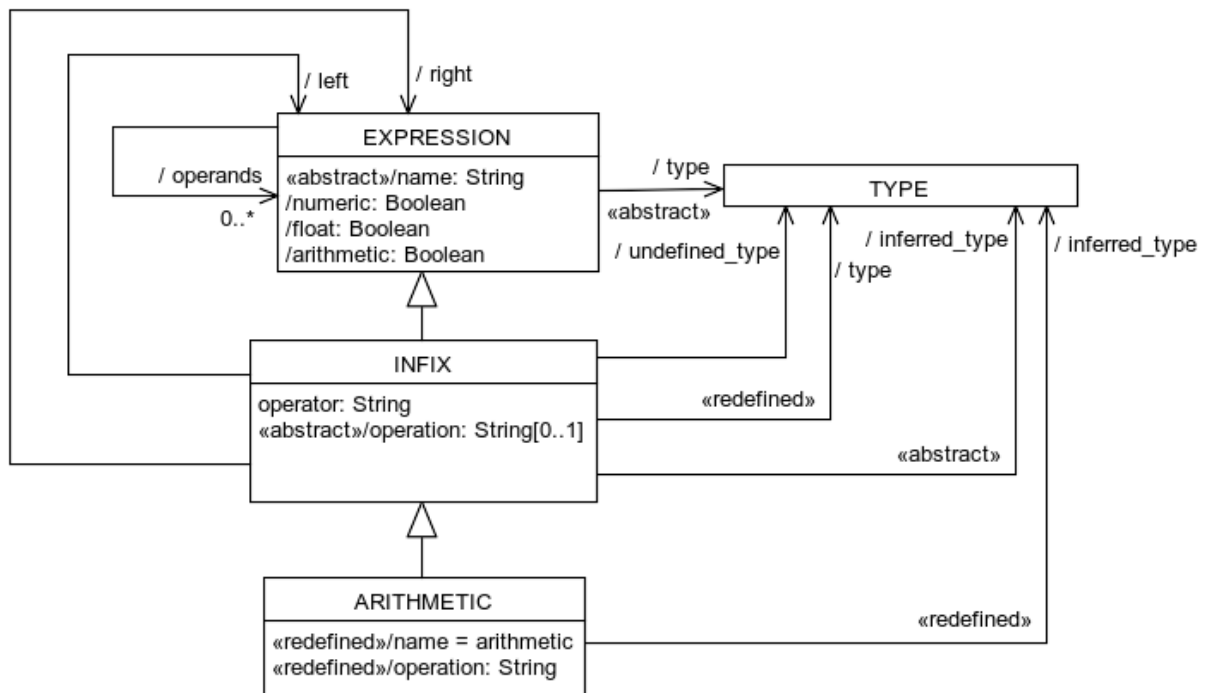 / left
/ right
EXPRESSION
«abstract»/name: String
/numeric: Boolean
/float: Boolean
/arithmetic: Boolean
/ operands
0..*
/ type
«abstract»
TYPE
/ undefined_type
/ type
/ inferred_type
/ inferred_type
INFIX
operator: String
«abstract»/operation: String[0..1]
«redefined»
«abstract»
ARITHMETIC
«redefined»/name = arithmetic
«redefined»/operation: String
«redefined»